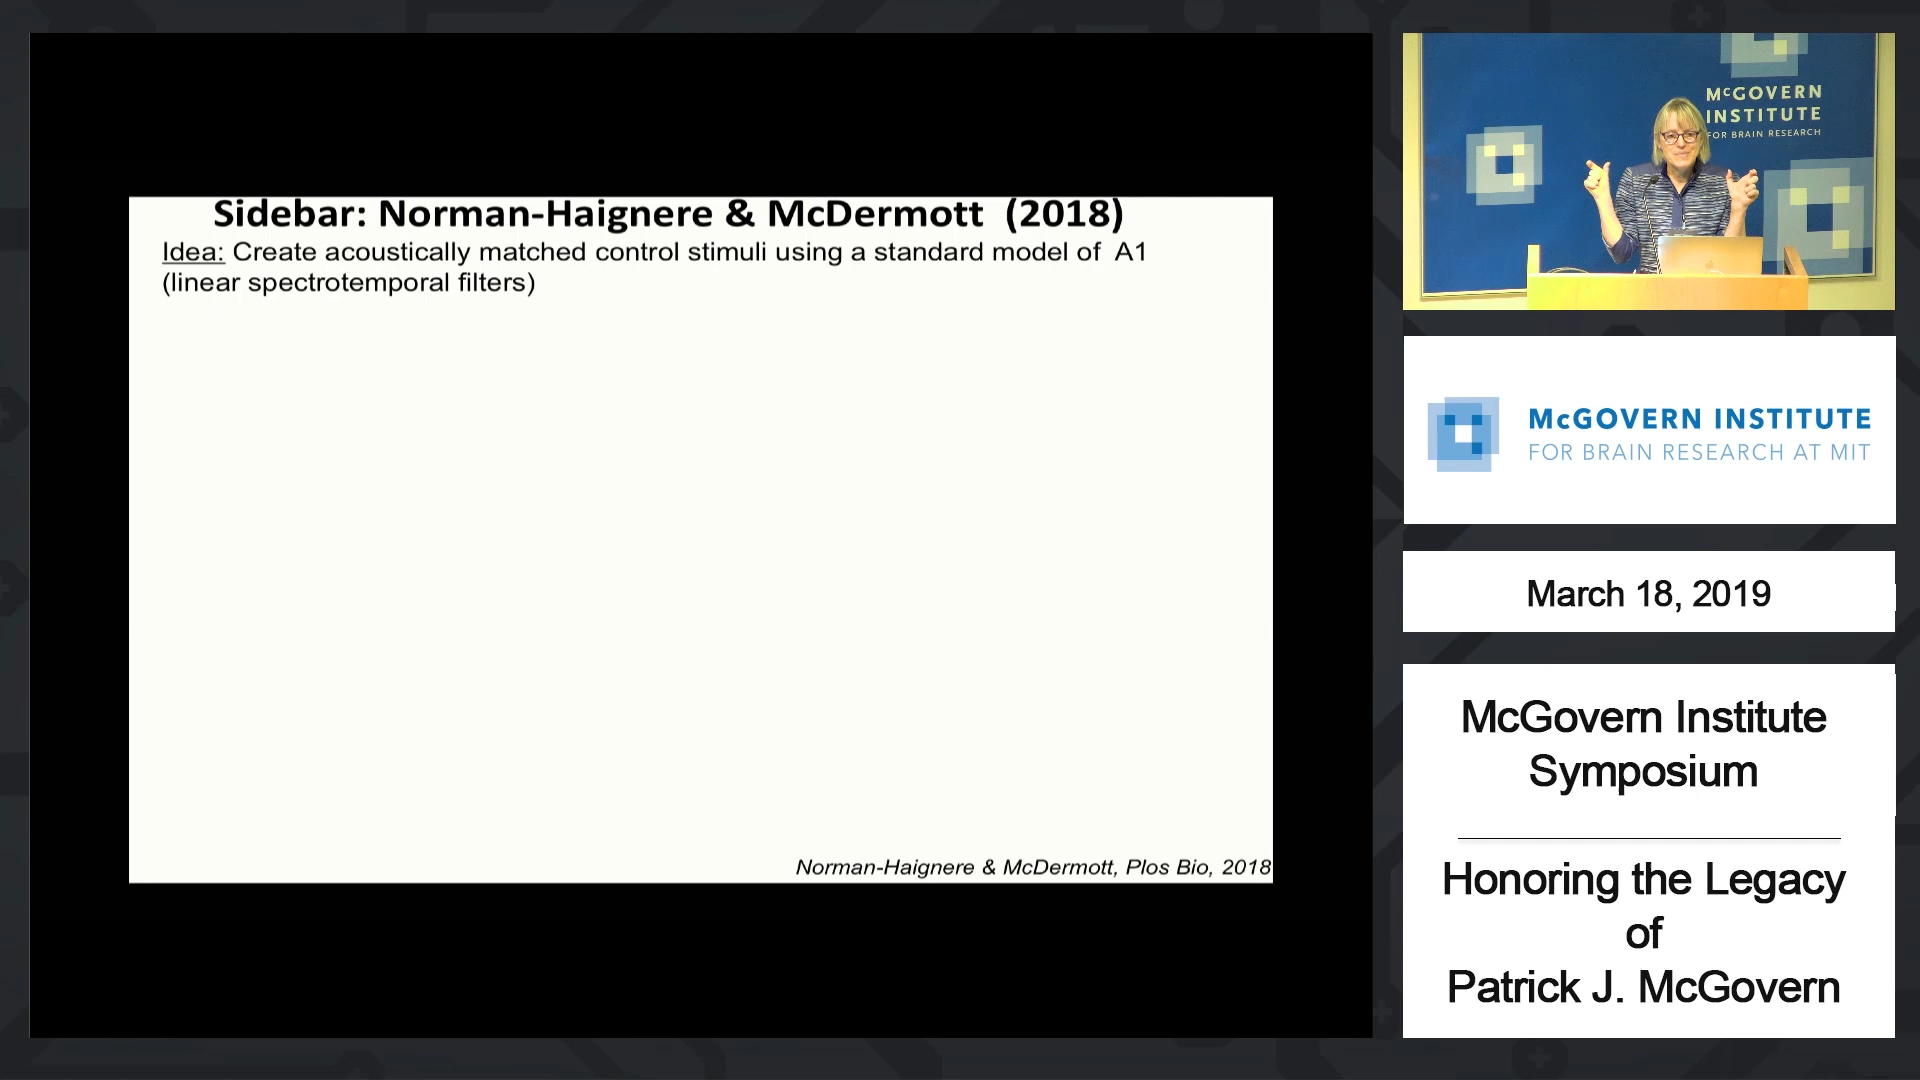 Sidebar: Norman-Haignere & McDermott (2018)
Idea: Create acoustically matched control stimuli using a standard model of A1
(linear spectrotemporal filters)
Norman-Haignere & McDermott, Plos Bio, 2018
McGOVERN
INSTITUTE
FOR BRAIN RESEARCH
McGOVERN INSTITUTE
FOR BRAIN RESEARCH AT MIT
March 18, 2019
McGovern Institute
Symposium
Honoring the Legacy
of
Patrick J. McGovern